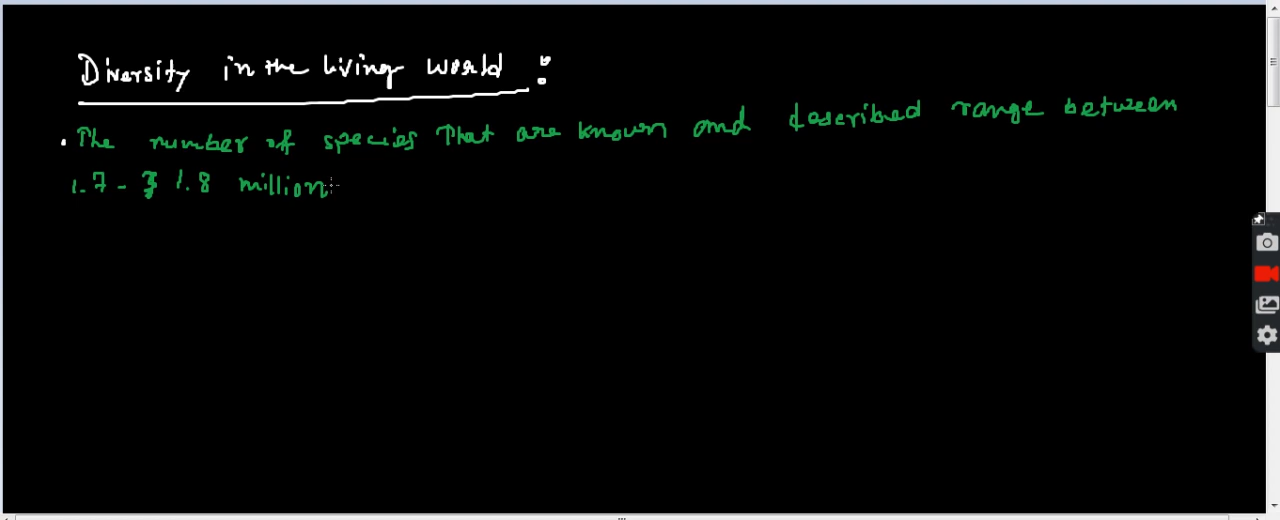 Diversity in the living world :
. The number of species that are known and described range between
1.7 - 1.8 million